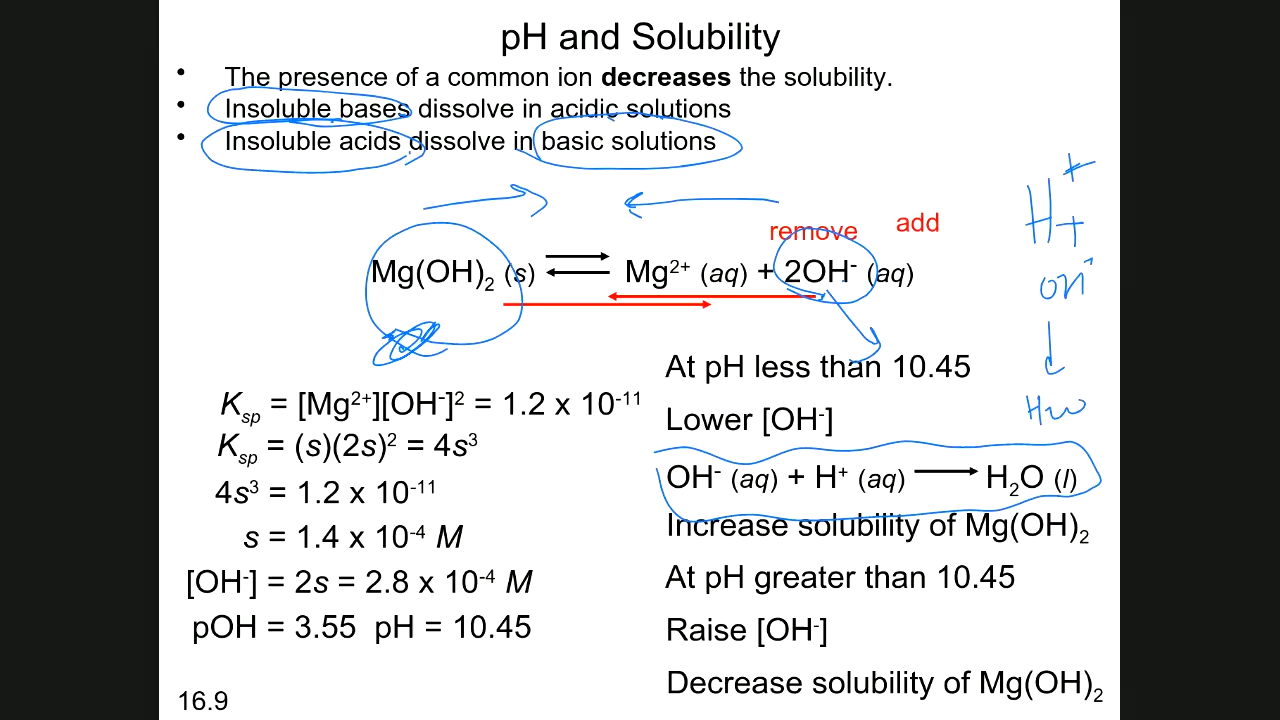 pH and Solubility
• The presence of a common ion decreases the solubility.
• Insoluble bases dissolve in acidic solutions
• Insoluble acids dissolve in basic solutions
remove add
Mg(OH)₂ (s) ⇌ Mg²⁺ (aq) + 2OH⁻ (aq)
H⁺
+
OH⁻
Ksp = [Mg²⁺][OH⁻]² = 1.2 x 10⁻¹¹
Ksp = (s)(2s)² = 4s³
4s³ = 1.2 x 10⁻¹¹
s = 1.4 x 10⁻⁴ M
[OH⁻] = 2s = 2.8 x 10⁻⁴ M
pOH = 3.55 pH = 10.45
At pH less than 10.45
Lower [OH⁻]
OH⁻ (aq) + H⁺ (aq) ⟶ H₂O (l)
Increase solubility of Mg(OH)₂
At pH greater than 10.45
Raise [OH⁻]
Decrease solubility of Mg(OH)₂
16.9